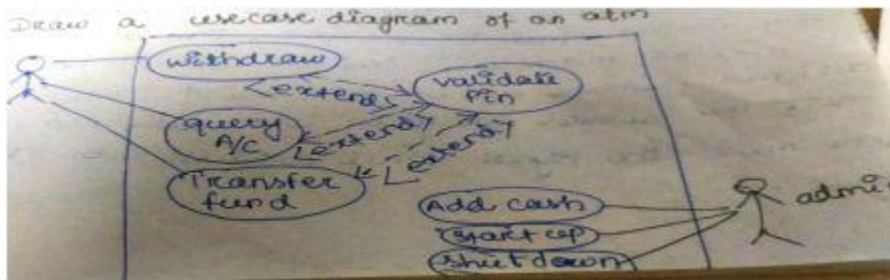 Draw a usecase diagram of an atm
withdraw
validate
Pin
<extend>
query
A/c
<extend>
<extend>
Transfer
fund
Add cash
start up
shutdown
admi